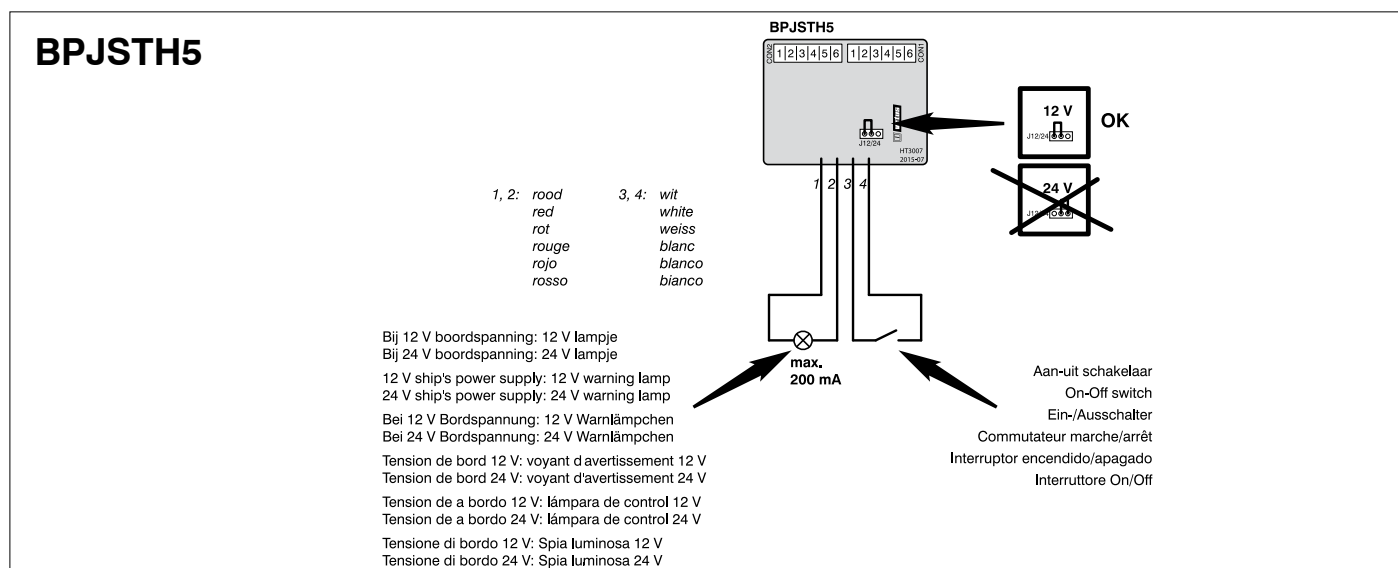 BPJSTH5
BPJSTH5
CON2 1 2 3 4 5 6 1 2 3 4 5 6 CON1
J12/24
HT3007
2015-07
12 V
J12/24
OK
24 V
1 2 3 4
1, 2: rood 3, 4: wit
red white
rot weiss
rouge blanc
rojo blanco
rosso bianco
max.
200 mA
Bij 12 V boordspanning: 12 V lampje
Bij 24 V boordspanning: 24 V lampje
12 V ship's power supply: 12 V warning lamp
24 V ship's power supply: 24 V warning lamp
Bei 12 V Bordspannung: 12 V Warnlämpchen
Bei 24 V Bordspannung: 24 V Warnlämpchen
Tension de bord 12 V: voyant d avertissement 12 V
Tension de bord 24 V: voyant d'avertissement 24 V
Tension de a bordo 12 V: lámpara de control 12 V
Tension de a bordo 24 V: lámpara de control 24 V
Tensione di bordo 12 V: Spia luminosa 12 V
Tensione di bordo 24 V: Spia luminosa 24 V
Aan-uit schakelaar
On-Off switch
Ein-/Ausschalter
Commutateur marche/arrêt
Interruptor encendido/apagado
Interruttore On/Off